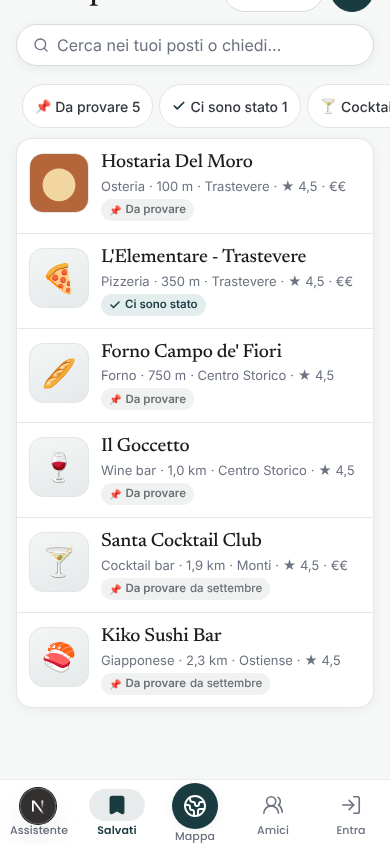 Cerca nei tuoi posti o chiedi...
Da provare 5
Ci sono stato 1
Hostaria Del Moro
Osteria · 100 m · Trastevere · ★ 4,5 · €€
Da provare
L'Elementare - Trastevere
Pizzeria · 350 m · Trastevere · ★ 4,5 · €€
Ci sono stato
Forno Campo de' Fiori
Forno · 750 m · Centro Storico · ★ 4,5
Da provare
Il Goccetto
Wine bar · 1,0 km · Centro Storico · ★ 4,5
Da provare
Santa Cocktail Club
Cocktail bar · 1,9 km · Monti · ★ 4,5 · €€
Da provare da settembre
Kiko Sushi Bar
Giapponese · 2,3 km · Ostiense · ★ 4,5
Da provare da settembre
N
Assistente
Salvati
Mappa
Amici
Entra